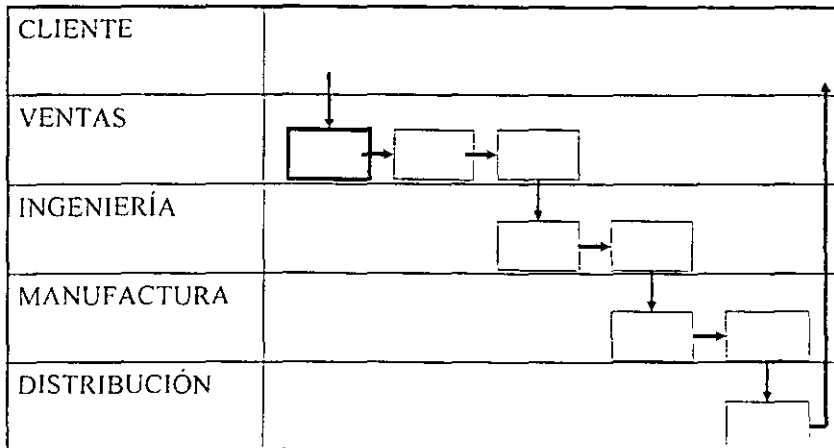 CLIENTE
VENTAS
INGENIERÍA
MANUFACTURA
DISTRIBUCIÓN